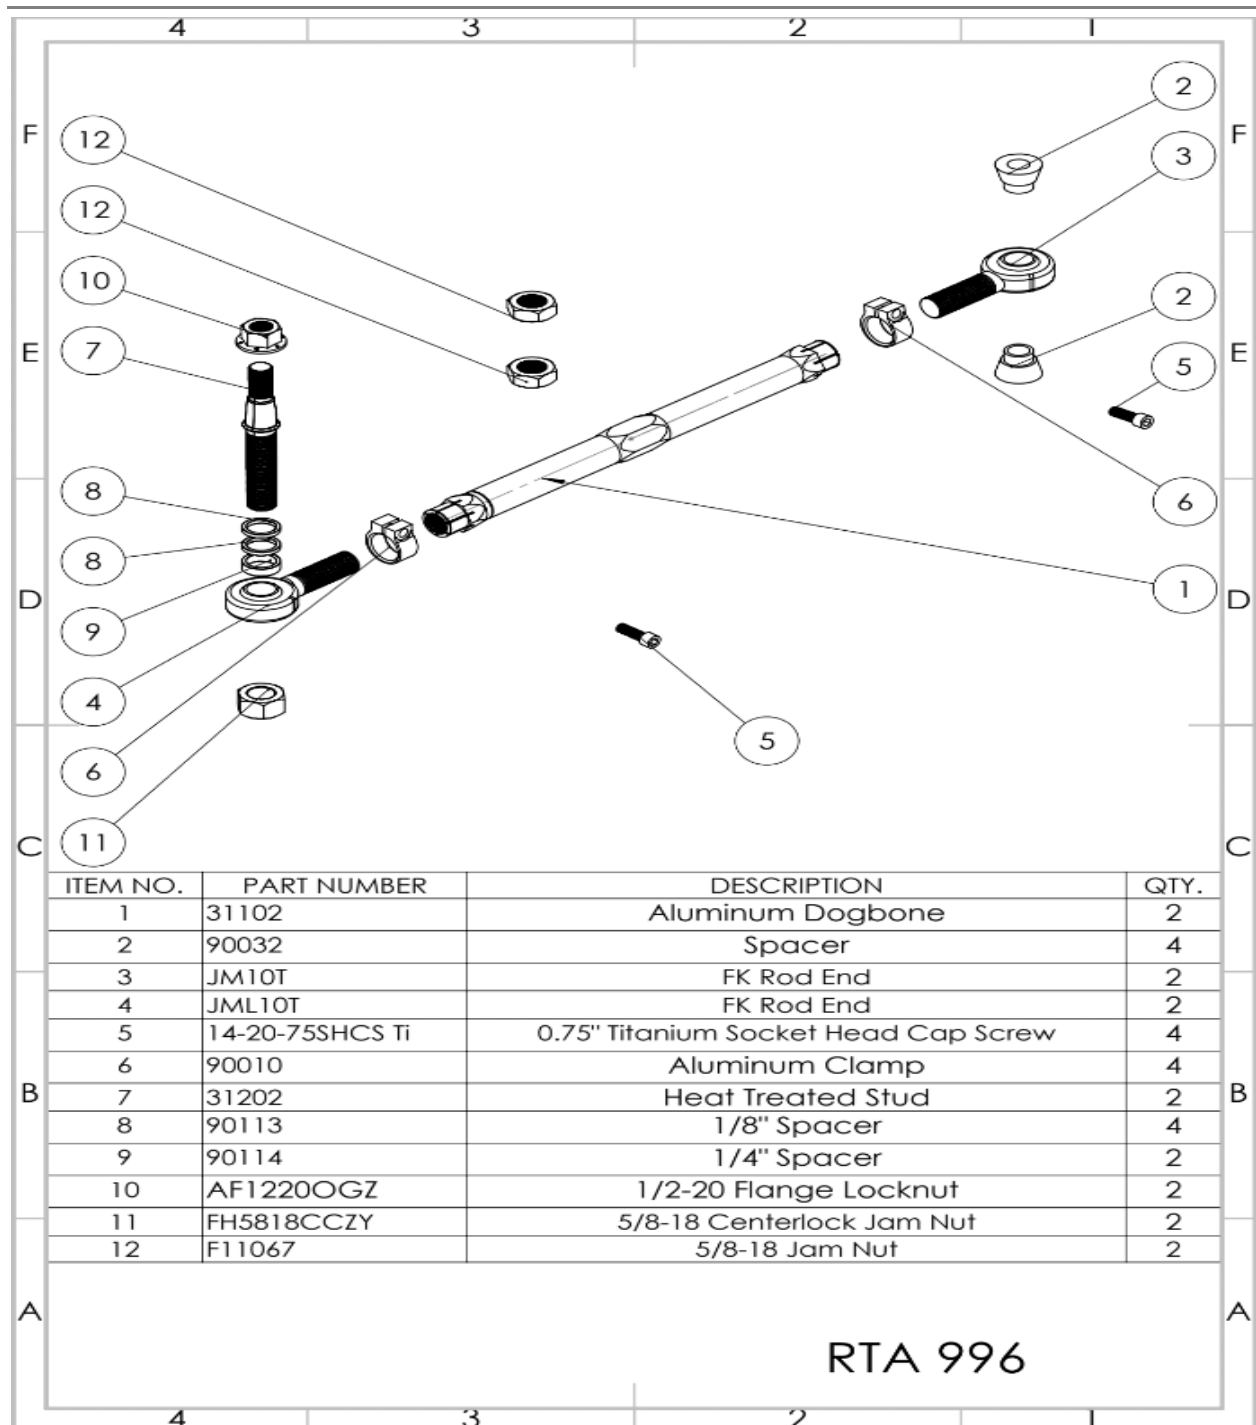 4 3 2 1
2
F 12 3 F
12
10 2
E 7 5 E
8 6
8
D 1 D
9
4
5
6
C 11 C
ITEM NO. PART NUMBER DESCRIPTION QTY.
1 31102 Aluminum Dogbone 2
2 90032 Spacer 4
3 JM10T FK Rod End 2
4 JML10T FK Rod End 2
5 14-20-75SHCS Ti 0.75" Titanium Socket Head Cap Screw 4
6 90010 Aluminum Clamp 4
B 7 31202 Heat Treated Stud 2 B
8 90113 1/8" Spacer 4
9 90114 1/4" Spacer 2
10 AF1220OGZ 1/2-20 Flange Locknut 2
11 FH5818CCZY 5/8-18 Centerlock Jam Nut 2
12 F11067 5/8-18 Jam Nut 2
A A
RTA 996
4 3 2 1